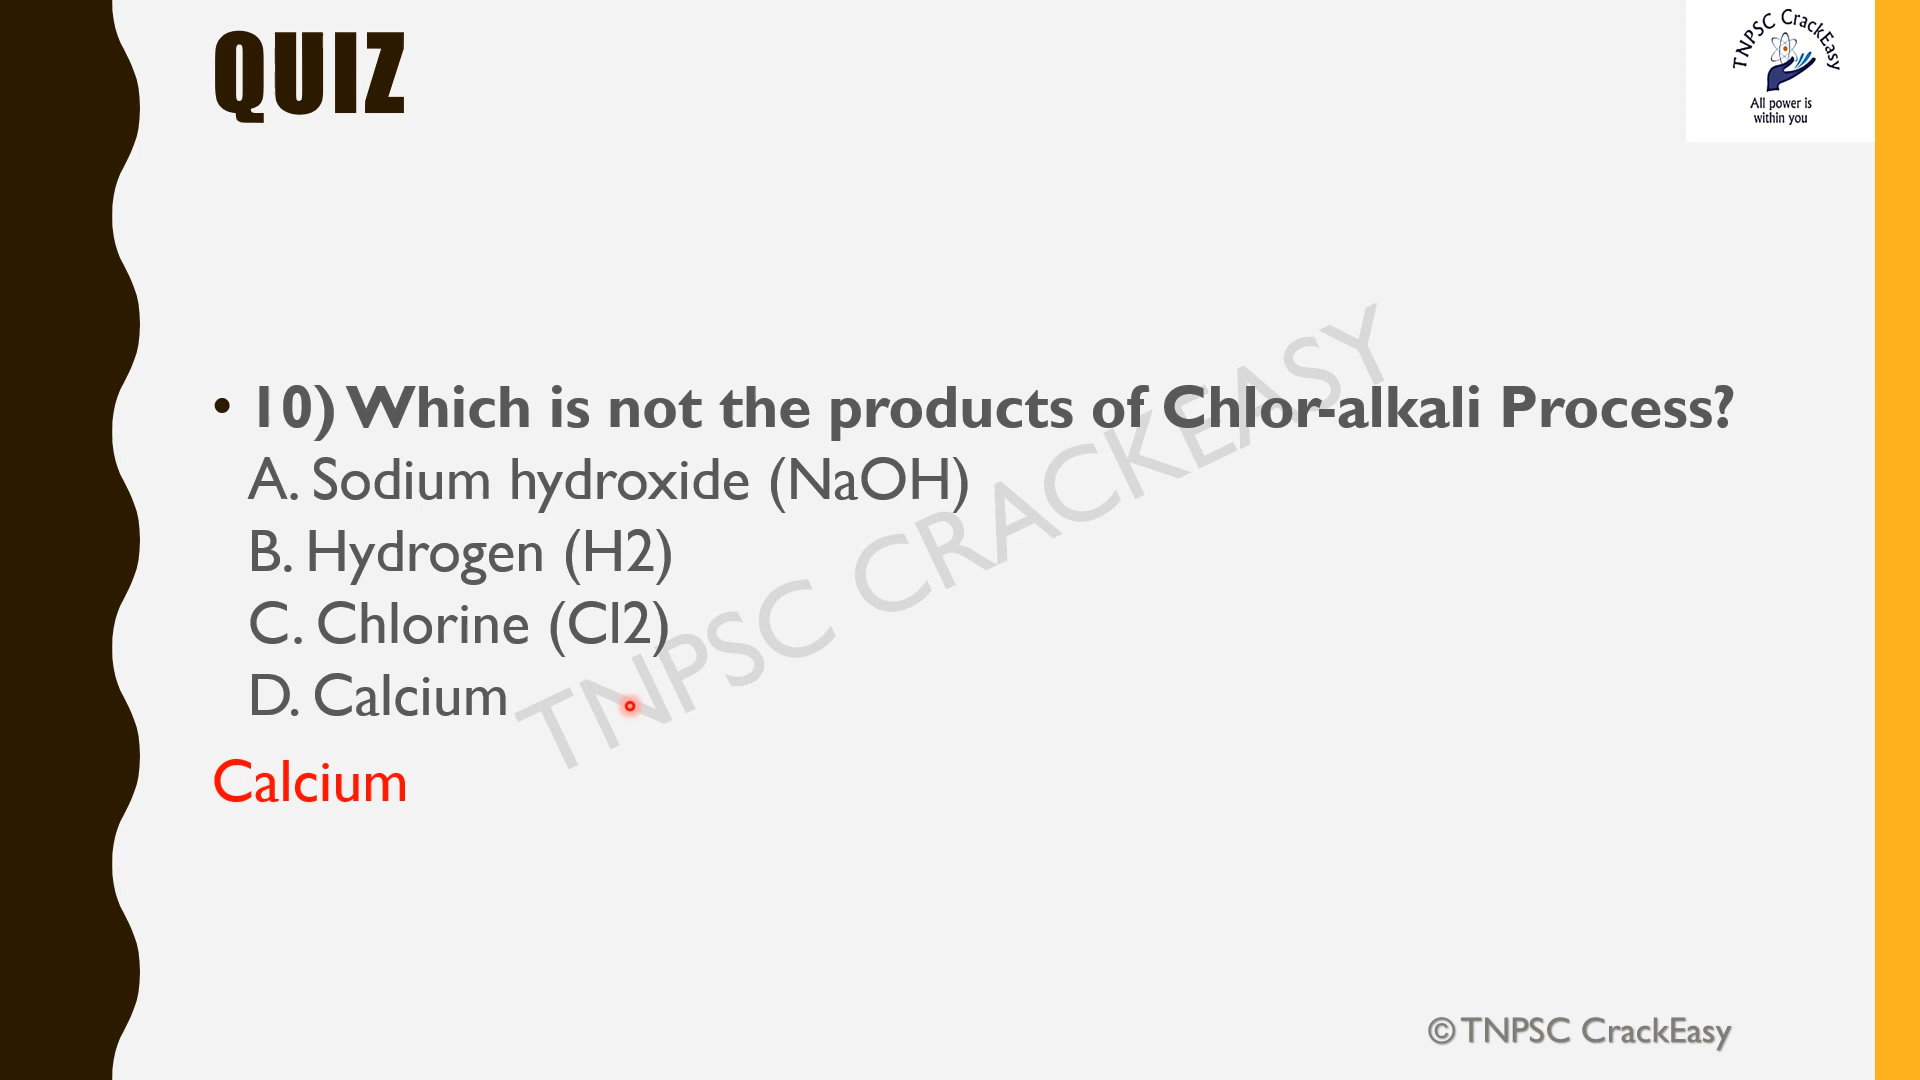 QUIZ
TNPSC CrackEasy
All power is
within you
• 10) Which is not the products of Chlor-alkali Process?
A. Sodium hydroxide (NaOH)
B. Hydrogen (H2)
C. Chlorine (Cl2)
D. Calcium
Calcium
TNPSC CRACKEASY
© TNPSC CrackEasy